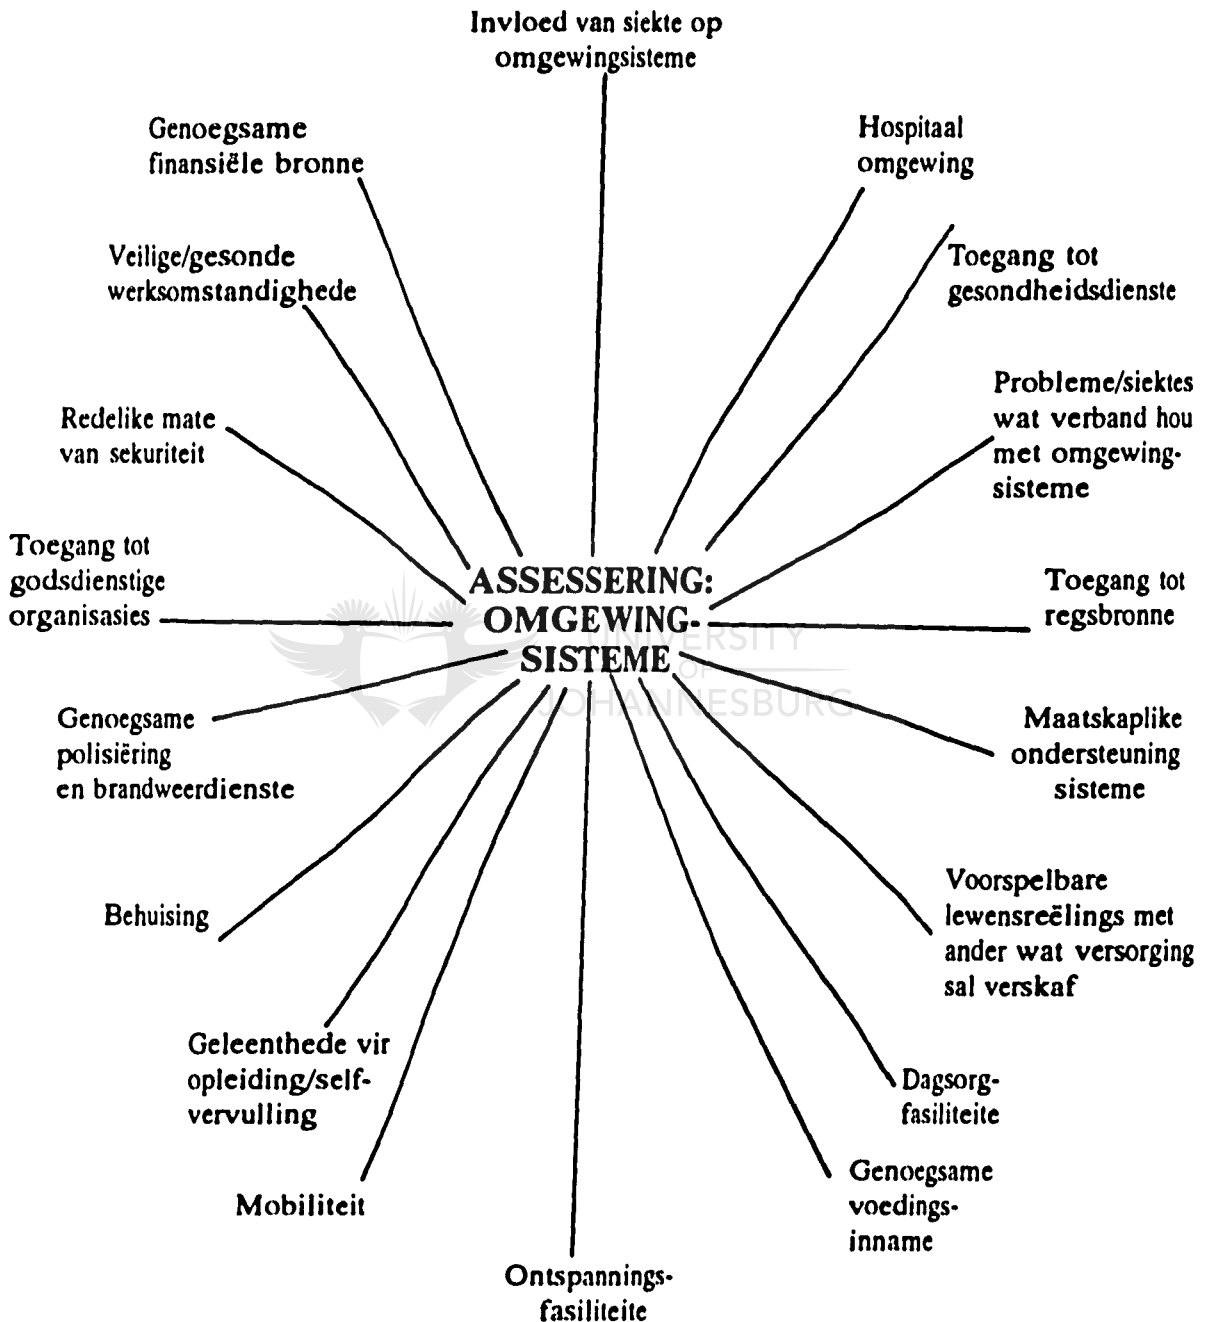 Invloed van siekte op
omgewingsisteme
Hospitaal
omgewing
Toegang tot
gesondheidsdienste
Probleme/siektes
wat verband hou
met omgewing-
sisteme
Toegang tot
regsbronne
Maatskaplike
ondersteuning
sisteme
Voorspelbare
lewensreëlings met
ander wat versorging
sal verskaf
Dagsorg-
fasiliteite
Genoegsame
voedings-
inname
Ontspannings-
fasiliteite
Mobiliteit
Geleenthede vir
opleiding/self-
vervulling
Behuising
Genoegsame
polisiëring
en brandweerdienste
Toegang tot
godsdienstige
organisasies
Redelike mate
van sekuriteit
Veilige/gesonde
werksomstandighede
Genoegsame
finansiële bronne
ASSESSERING:
OMGEWING-
SISTEME
UNIVERSITY
OF
JOHANNESBURG